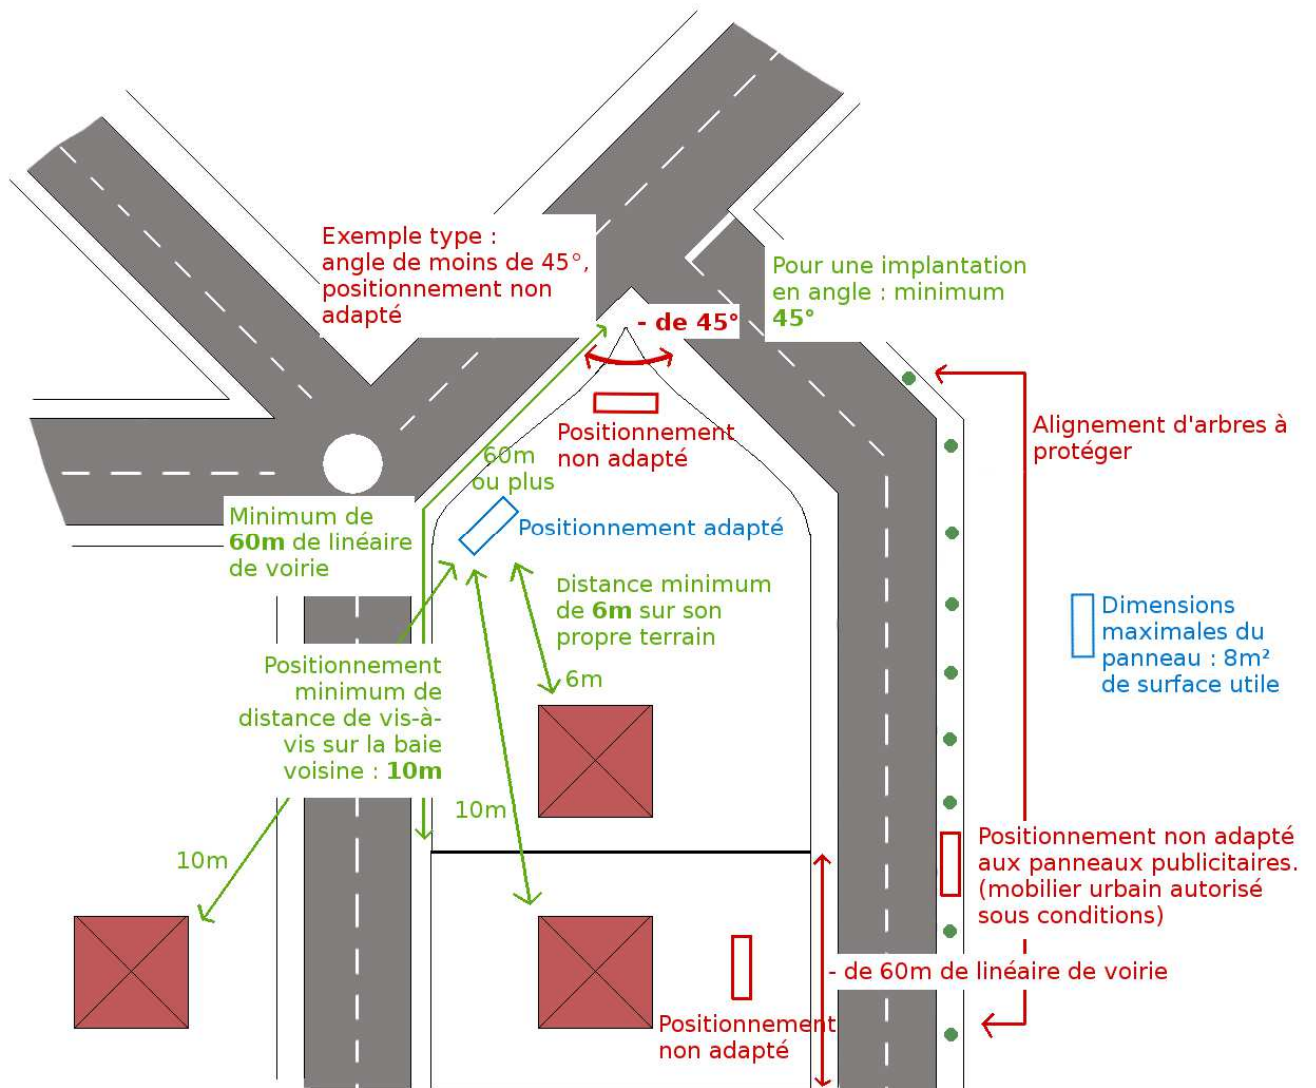 Exemple type :
angle de moins de 45°,
positionnement non
adapté
Pour une implantation
en angle : minimum
45°
- de 45°
Positionnement
non adapté
Alignement d'arbres à
protéger
60m
ou plus
Minimum de
60m de linéaire
de voirie
Positionnement adapté
Distance minimum
de 6m sur son
propre terrain
6m
Dimensions
maximales du
panneau : 8m²
de surface utile
Positionnement
minimum de
distance de vis-à-
vis sur la baie
voisine : 10m
10m
10m
Positionnement non adapté
aux panneaux publicitaires.
(mobilier urbain autorisé
sous conditions)
- de 60m de linéaire de voirie
Positionnement
non adapté